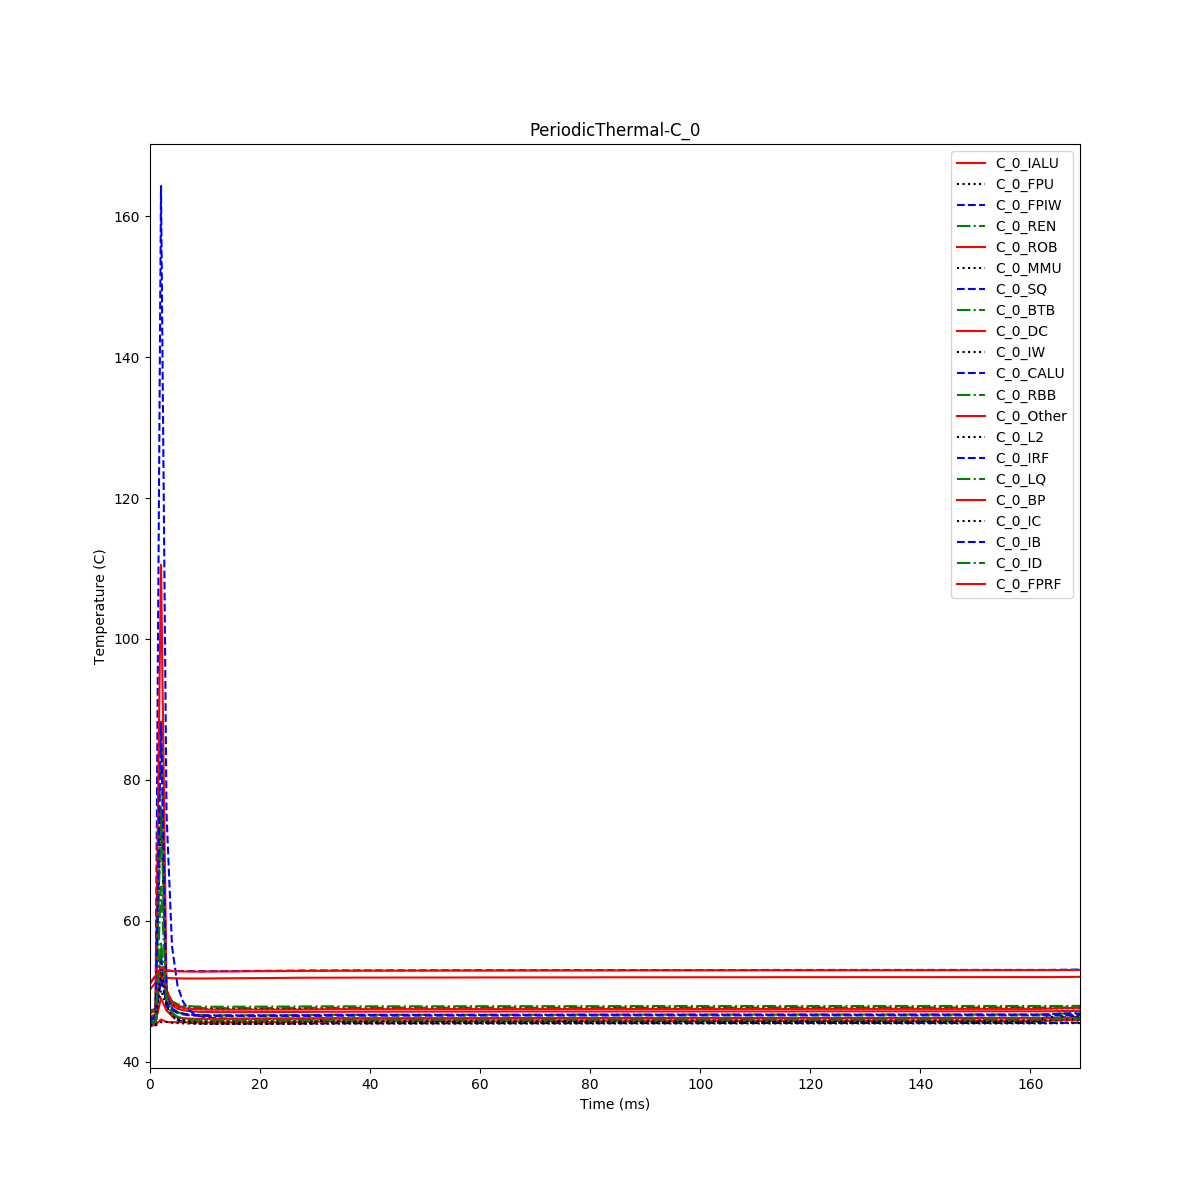 PeriodicThermal-C_0
C_0_IALU
C_0_FPU
C_0_FPIW
C_0_REN
C_0_ROB
C_0_MMU
C_0_SQ
C_0_BTB
C_0_DC
C_0_IW
C_0_CALU
C_0_RBB
C_0_Other
C_0_L2
C_0_IRF
C_0_LQ
C_0_BP
C_0_IC
C_0_IB
C_0_ID
C_0_FPRF
160
140
120
100
80
60
40
Temperature (C)
0 20 40 60 80 100 120 140 160
Time (ms)